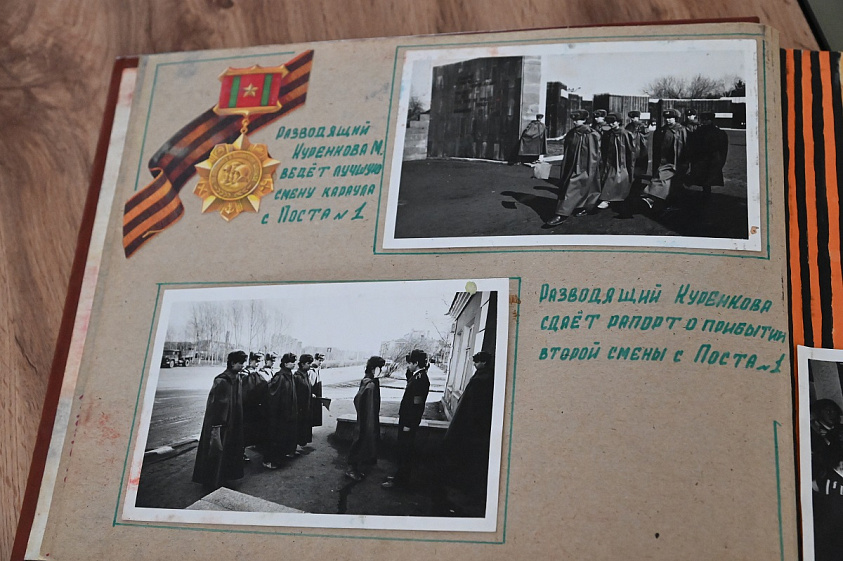 Разводящий
Куренкова М.
ведёт лучшую
смену караула
с Поста №1
Разводящий Куренкова
сдаёт рапорт о прибытии
второй смены с Поста №1